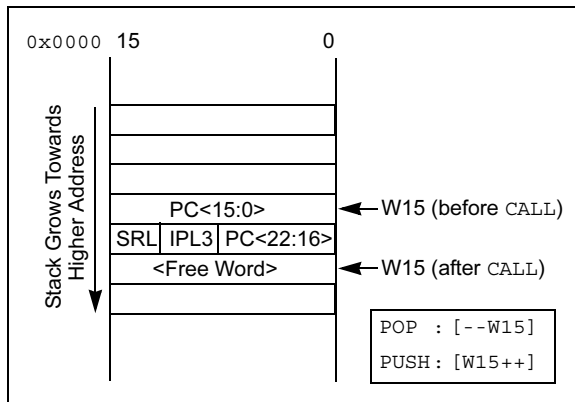 0x0000 15 0
Stack Grows Towards
Higher Address
PC<15:0>
W15 (before CALL)
SRL IPL3 PC<22:16>
<Free Word>
W15 (after CALL)
POP : [--W15]
PUSH: [W15++]